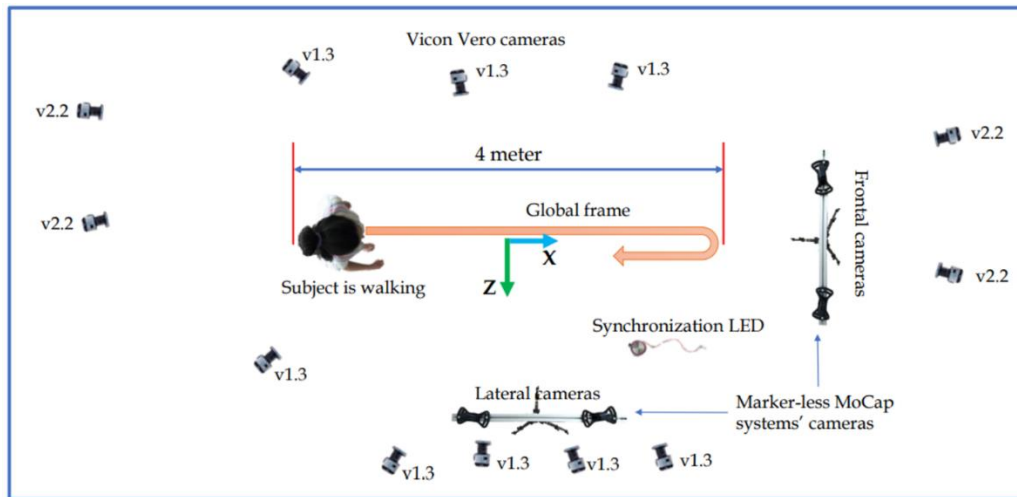 Vicon Vero cameras
v1.3
v1.3
v1.3
v2.2
v2.2
v2.2
v2.2
4 meter
Global frame
X
Z
Subject is walking
Frontal cameras
Synchronization LED
v1.3
Lateral cameras
Marker-less MoCap
systems’ cameras
v1.3
v1.3
v1.3
v1.3